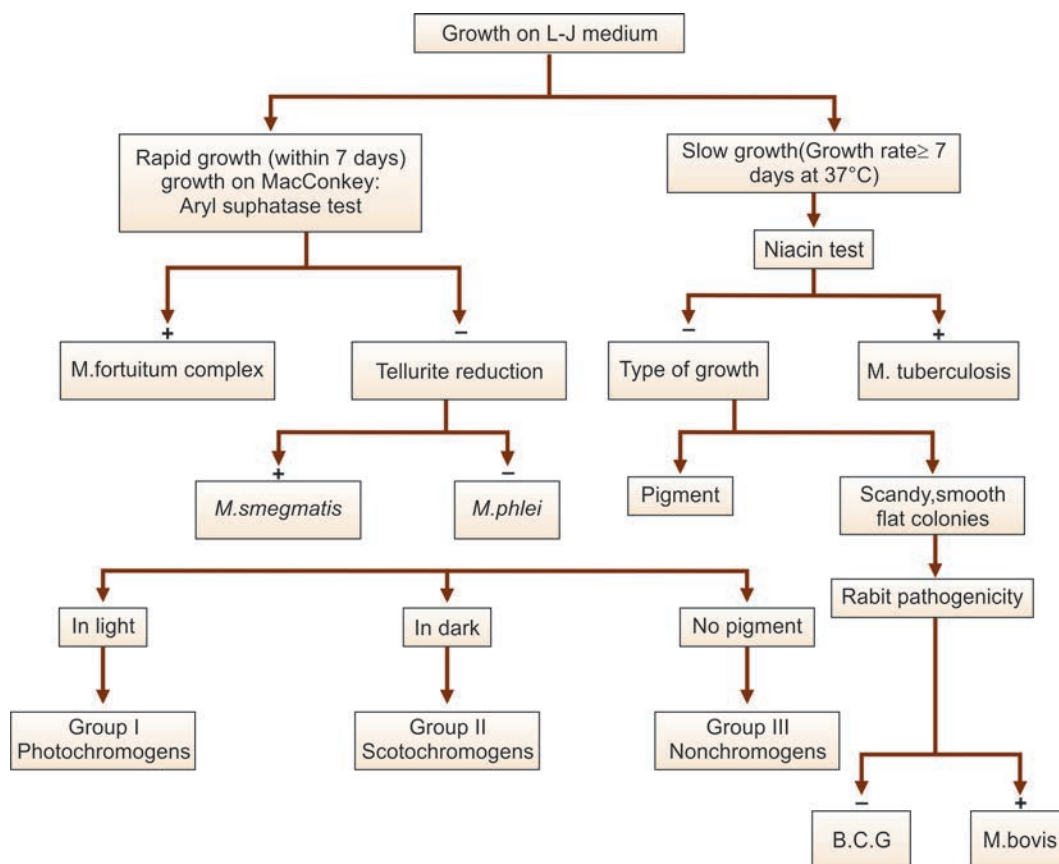 Growth on L-J medium
Rapid growth (within 7 days)
growth on MacConkey:
Aryl suphatase test
Slow growth(Growth rate≥ 7
days at 37°C)
Niacin test
+
−
−
+
M.fortuitum complex
Tellurite reduction
Type of growth
M. tuberculosis
+
−
M.smegmatis
M.phlei
Pigment
Scandy,smooth
flat colonies
In light
In dark
No pigment
Rabit pathogenicity
Group I
Photochromogens
Group II
Scotochromogens
Group III
Nonchromogens
−
+
B.C.G
M.bovis